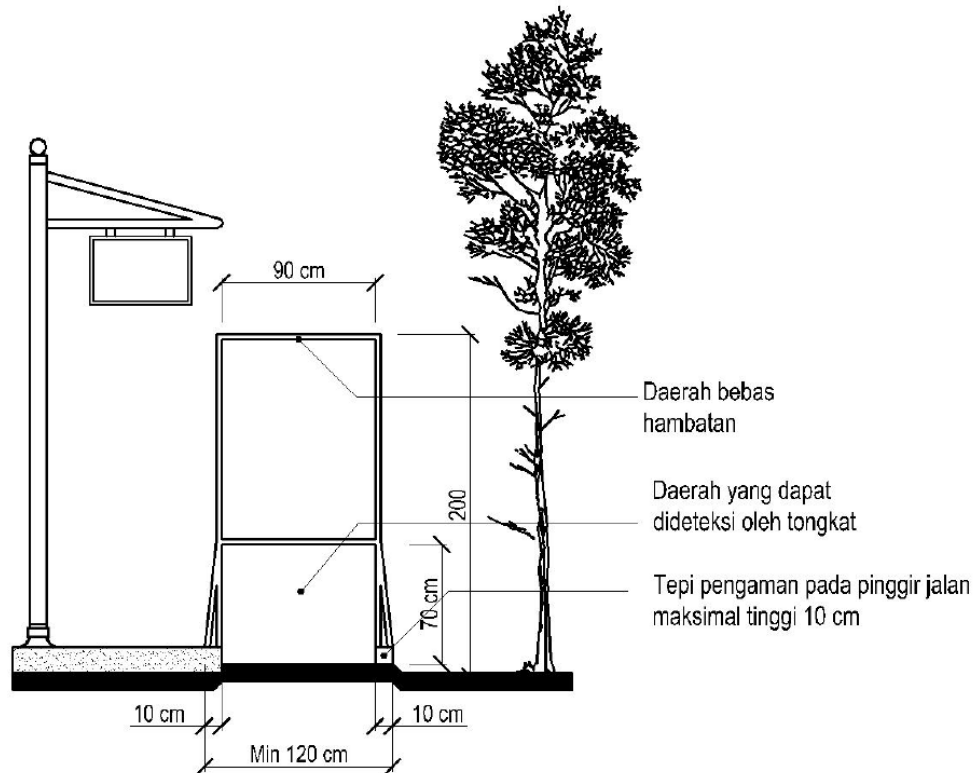 90 cm
Daerah bebas
hambatan
200
Daerah yang dapat
dideteksi oleh tongkat
70 cm
Tepi pengaman pada pinggir jalan
maksimal tinggi 10 cm
10 cm
10 cm
Min 120 cm